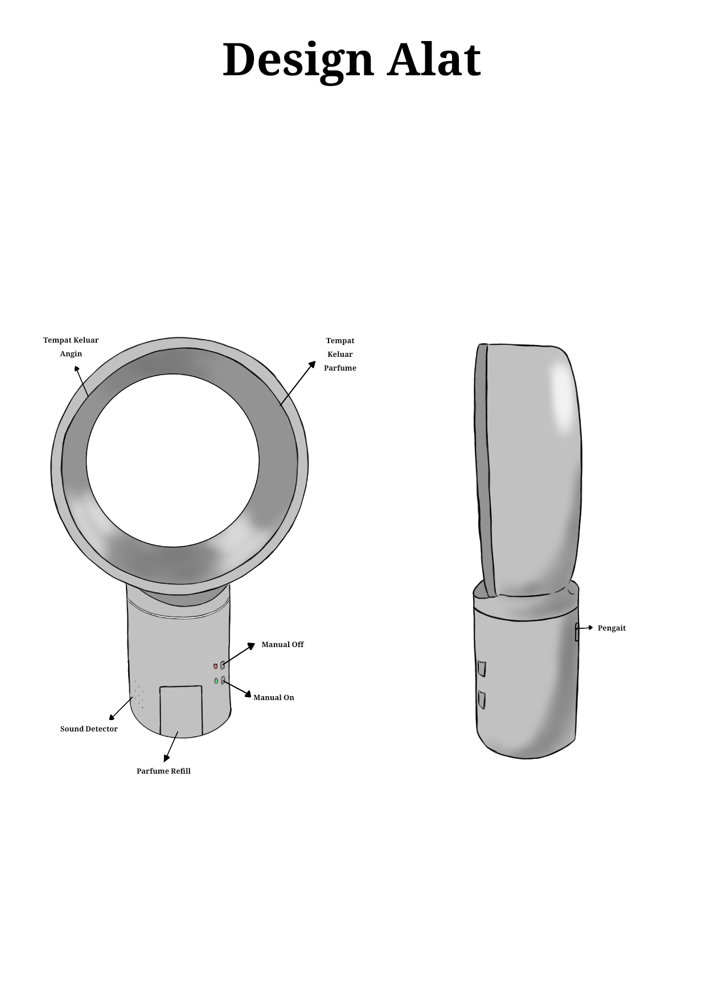 Design Alat
Tempat Keluar
Angin
Tempat
Keluar
Parfume
Pengait
Manual Off
Manual On
Sound Detector
Parfume Refill